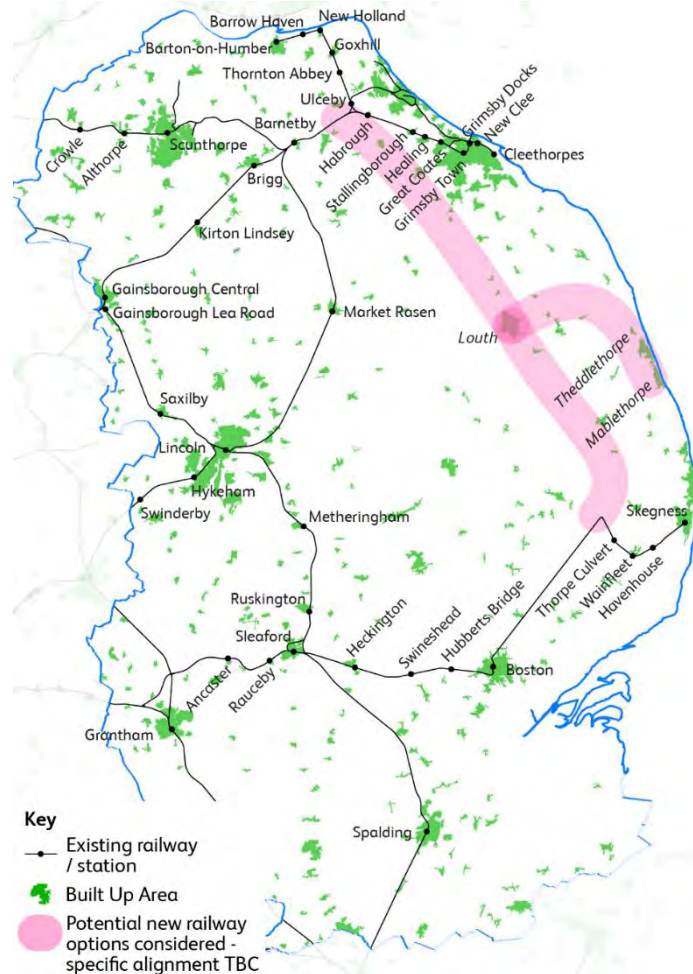 Barrow Haven
New Holland
Barton-on-Humber
Goxhill
Thornton Abbey
Ulceby
Grimsby Docks
New Clee
Barnetby
Habrough
Stallingborough
Healing
Great Coates
Grimsby Town
Cleethorpes
Crowle
Althorpe
Scunthorpe
Brigg
Kirton Lindsey
Gainsborough Central
Gainsborough Lea Road
Market Rasen
Louth
Theddlethorpe
Mablethorpe
Saxilby
Lincoln
Hykeham
Swinderby
Metheringham
Skegness
Thorpe Culvert
Wainfleet
Havenhouse
Ruskington
Sleaford
Heckington
Swineshead
Hubberts Bridge
Boston
Ancaster
Rauceby
Grantham
Spalding
Key
Existing railway
/ station
Built Up Area
Potential new railway
options considered -
specific alignment TBC